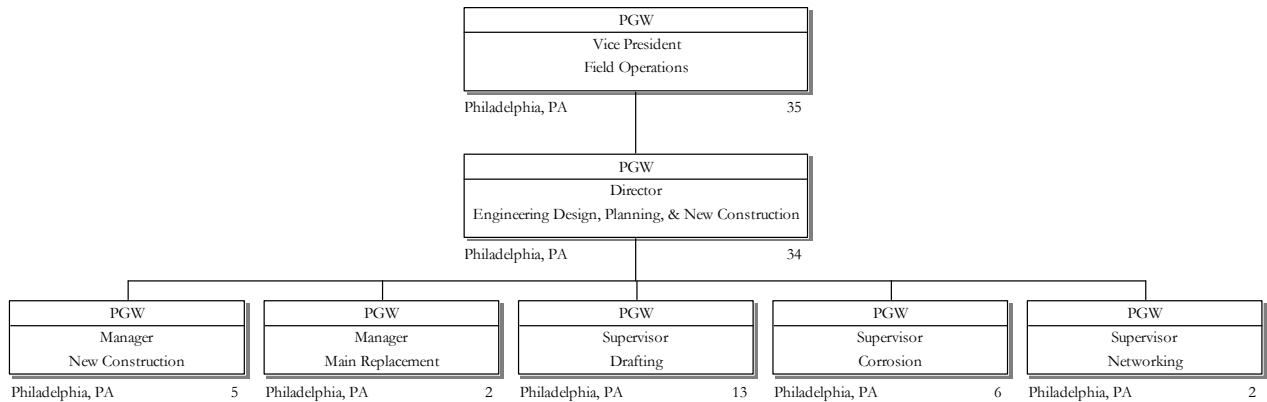 PGW
Vice President
Field Operations
Philadelphia, PA 35
PGW
Director
Engineering Design, Planning, & New Construction
Philadelphia, PA 34
PGW
Manager
New Construction
Philadelphia, PA 5
PGW
Manager
Main Replacement
Philadelphia, PA 2
PGW
Supervisor
Drafting
Philadelphia, PA 13
PGW
Supervisor
Corrosion
Philadelphia, PA 6
PGW
Supervisor
Networking
Philadelphia, PA 2